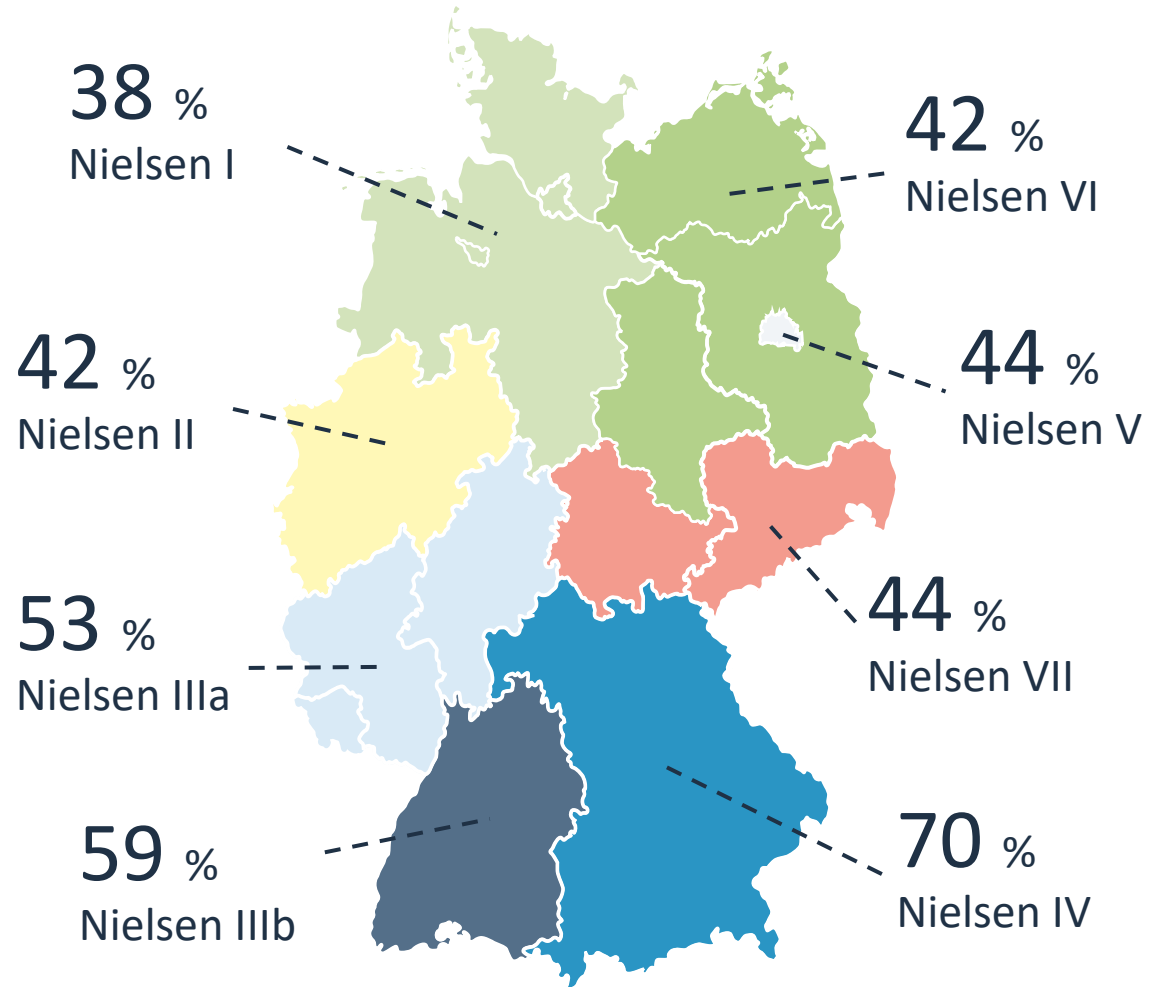 38 %
Nielsen I
42 %
Nielsen VI
42 %
Nielsen II
44 %
Nielsen V
53 %
Nielsen IIIa
44 %
Nielsen VII
59 %
Nielsen IIIb
70 %
Nielsen IV